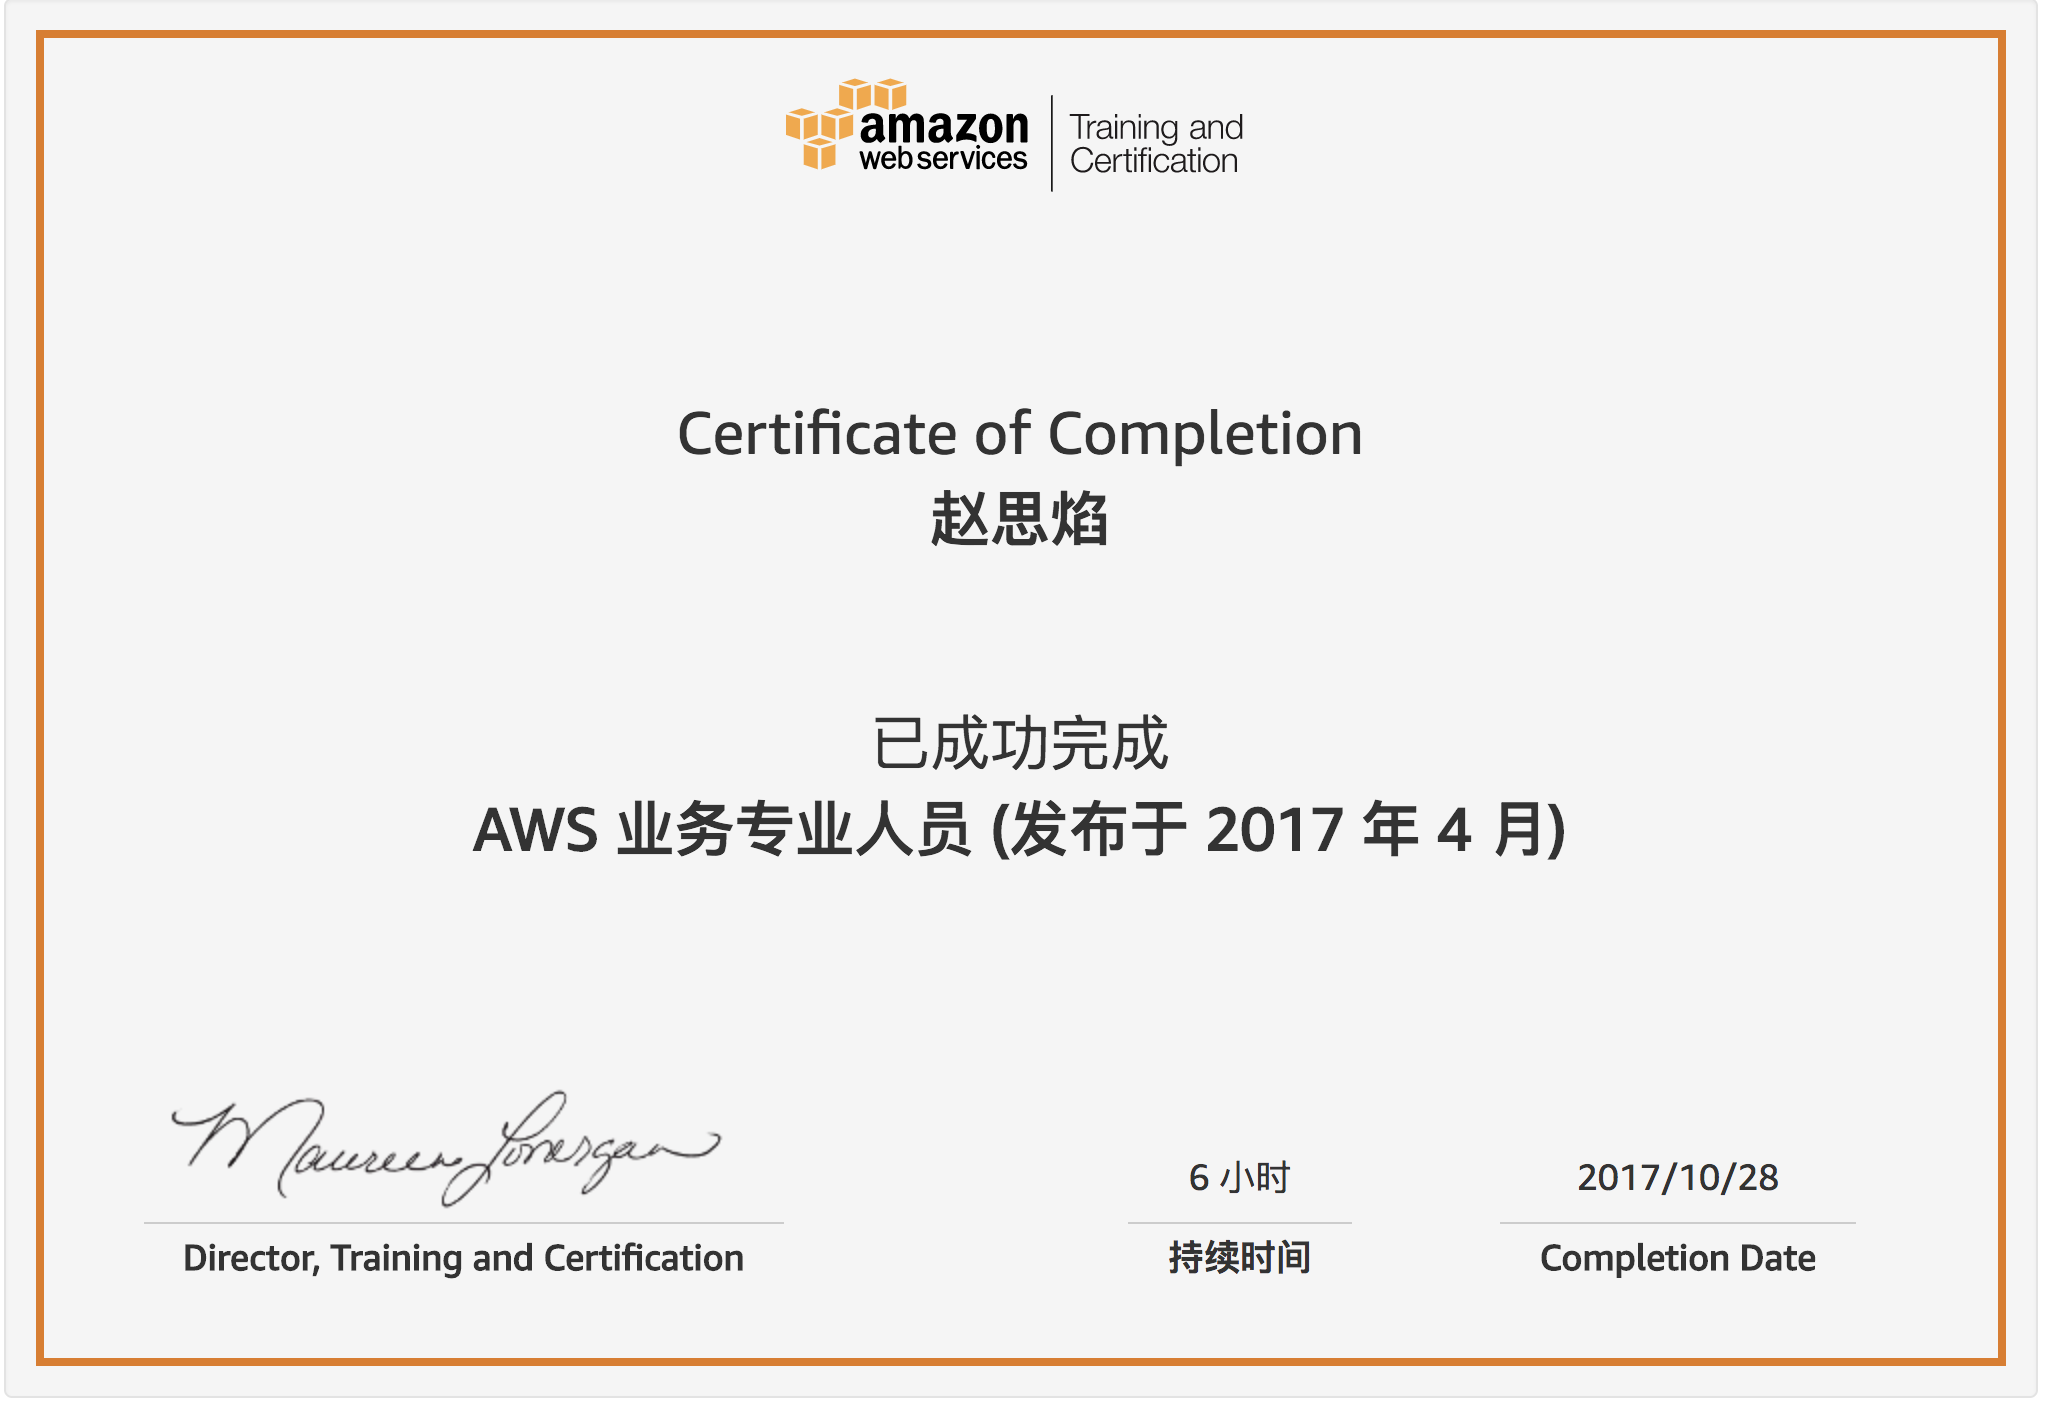 amazon
web services
Training and
Certification
Certificate of Completion
赵思焰
已成功完成
AWS 业务专业人员 (发布于 2017 年 4 月)
Maureen Lonergan
Director, Training and Certification
6 小时
持续时间
2017/10/28
Completion Date